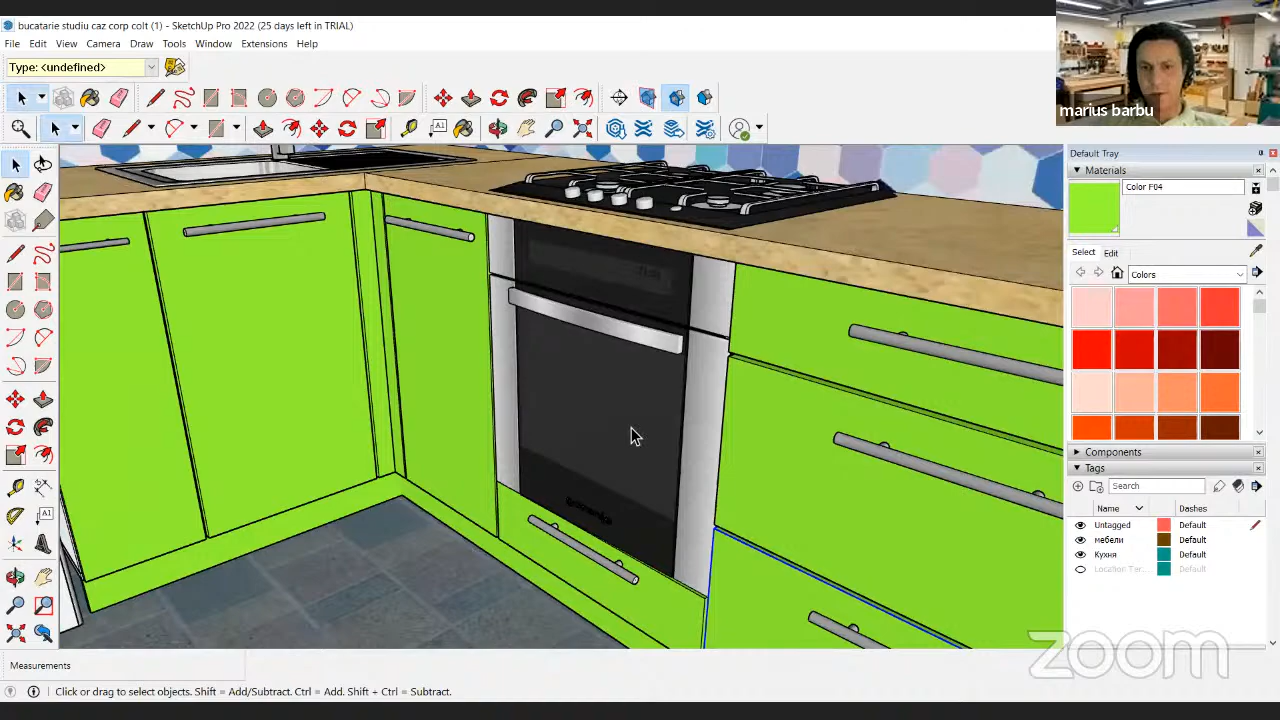 bucatarie studiu caz corp colt (1) - SketchUp Pro 2022 (25 days left in TRIAL)
File Edit View Camera Draw Tools Window Extensions Help
Type: <undefined>
marius barbu
Default Tray
Materials
Color F04
Select Edit
Colors
Components
Tags
Search
Name Dashes
Untagged Default
мебели Default
Кухня Default
Location Ter... Default
zoom
Measurements
Click or drag to select objects. Shift = Add/Subtract. Ctrl = Add. Shift + Ctrl = Subtract.